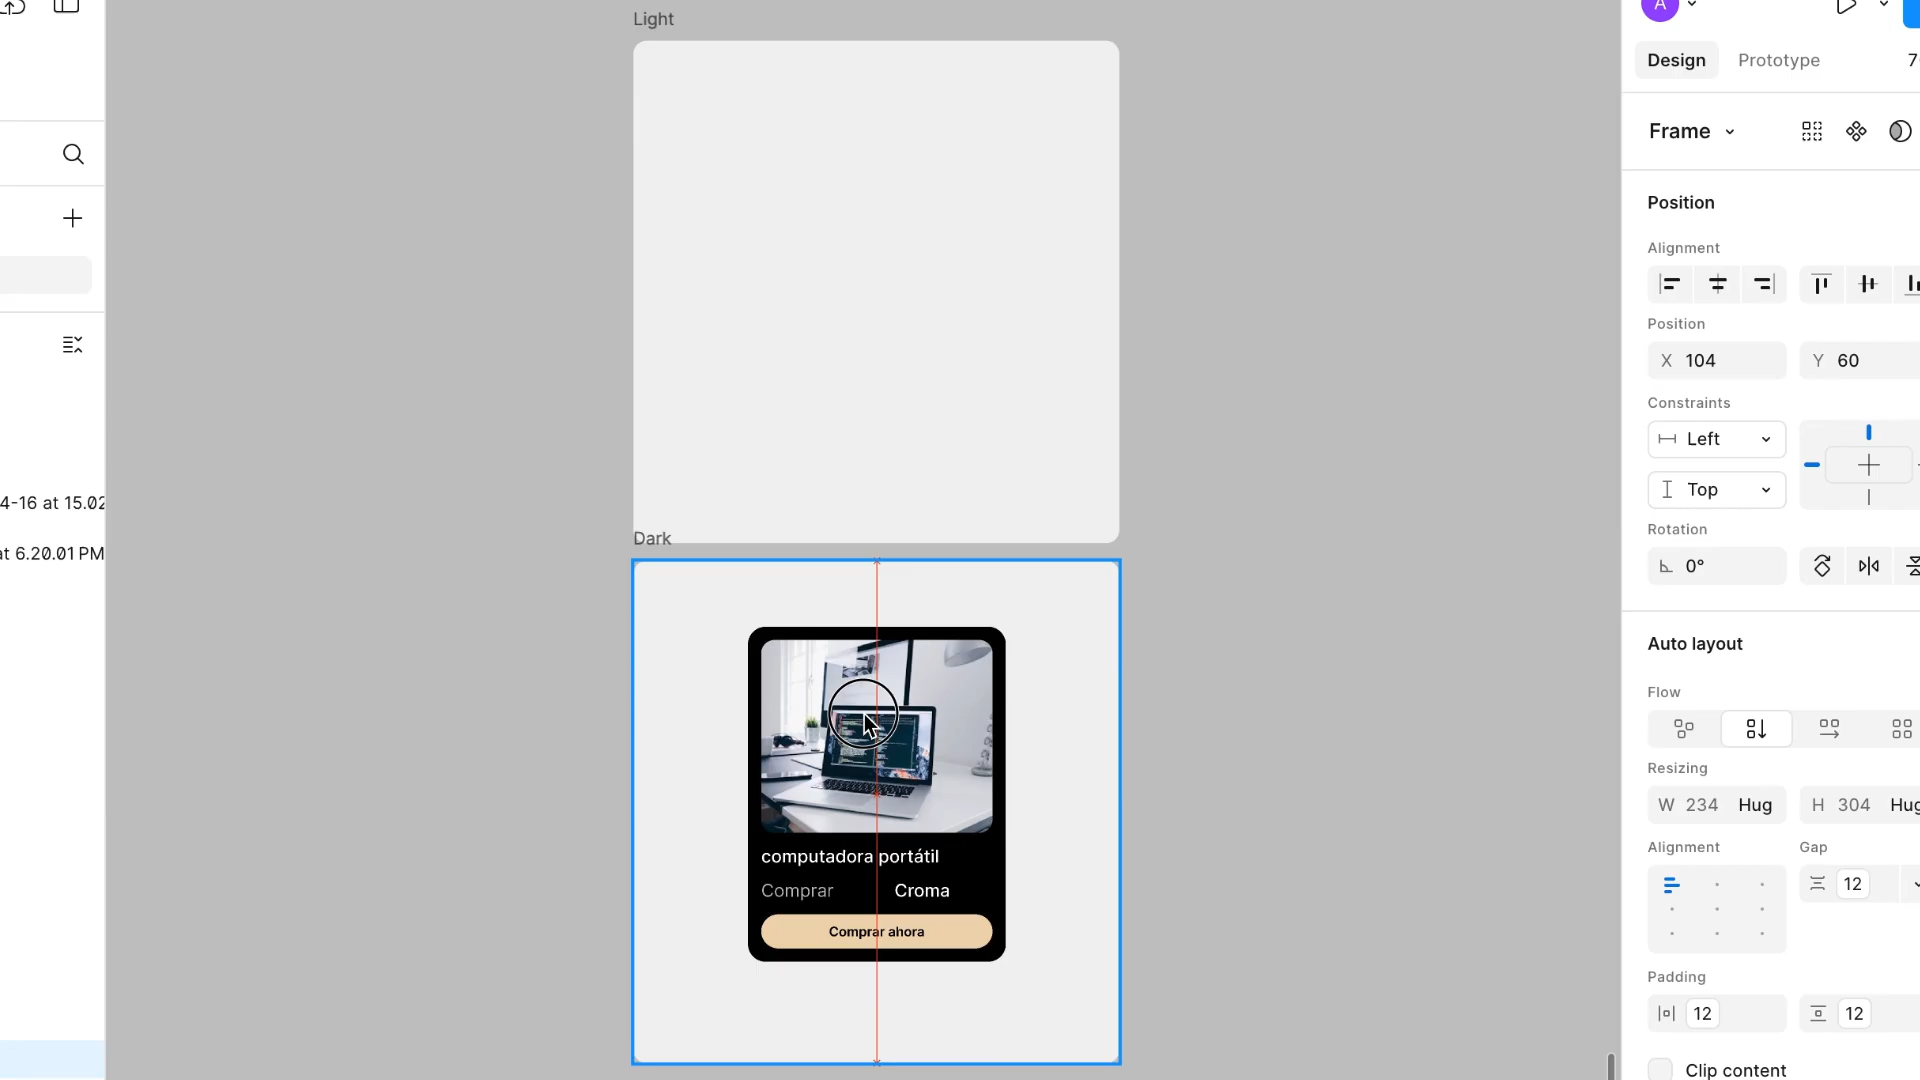 Light
A
Design Prototype 7
Frame
Position
Alignment
Position
X 104 Y 60
Constraints
Left
Top
Rotation
0°
4-16 at 15.02
at 6.20.01 PM
Dark
computadora portátil
Comprar Croma
Comprar ahora
Auto layout
Flow
Resizing
W 234 Hug H 304 Hug
Alignment Gap
12
Padding
12 12
Clip content